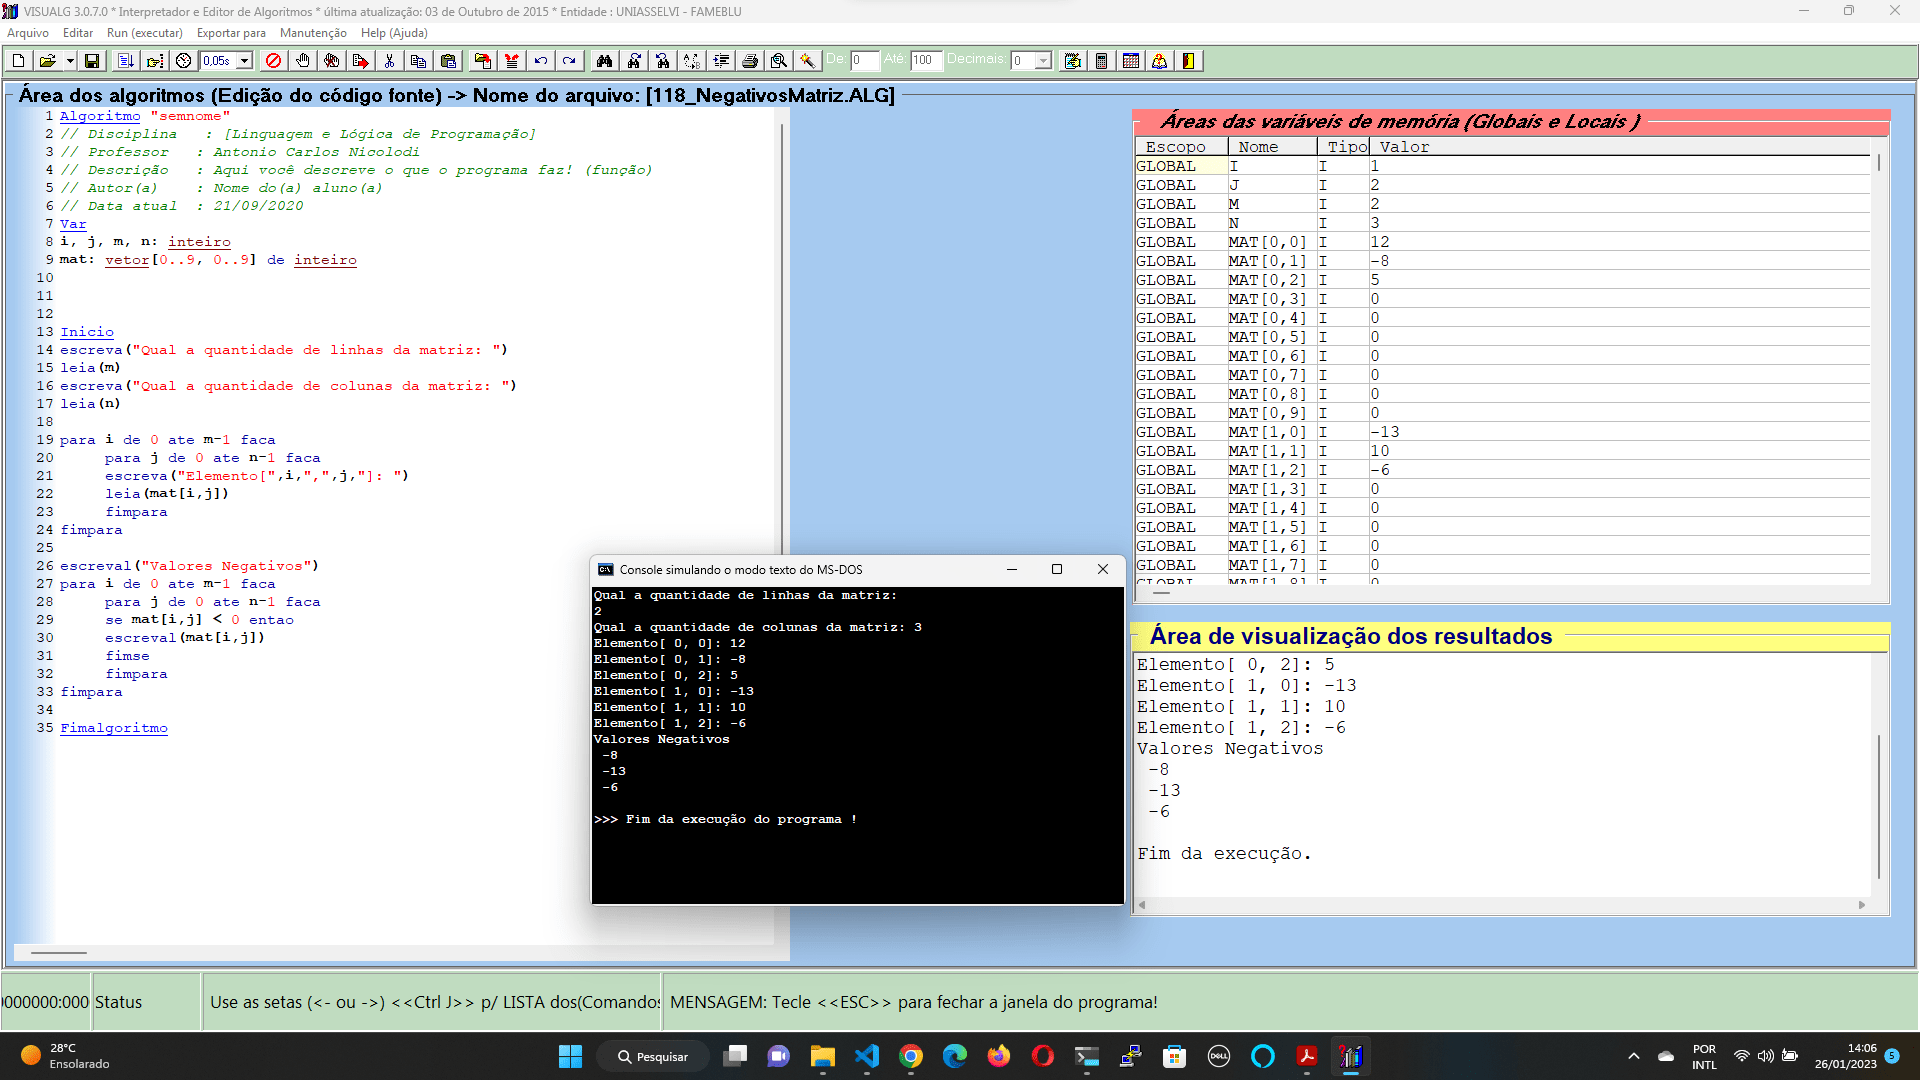 VISUALG 3.0.7.0 * Interpretador e Editor de Algoritmos * última atualização: 03 de Outubro de 2015 * Entidade : UNIASSELVI - FAMEBLU
Arquivo Editar Run (executar) Exportar para Manutenção Help (Ajuda)
0,05s De: 0 Até: 100 Decimais: 0
Área dos algoritmos (Edição do código fonte) -> Nome do arquivo: [118_NegativosMatriz.ALG]
1 Algoritmo "semnome"
2 // Disciplina : [Linguagem e Lógica de Programação]
3 // Professor : Antonio Carlos Nicolodi
4 // Descrição : Aqui você descreve o que o programa faz! (função)
5 // Autor(a) : Nome do(a) aluno(a)
6 // Data atual : 21/09/2020
7 Var
8 i, j, m, n: inteiro
9 mat: vetor[0..9, 0..9] de inteiro
10
11
12
13 Inicio
14 escreva("Qual a quantidade de linhas da matriz: ")
15 leia(m)
16 escreva("Qual a quantidade de colunas da matriz: ")
17 leia(n)
18
19 para i de 0 ate m-1 faca
20 para j de 0 ate n-1 faca
21 escreva("Elemento[",i,",",j,"]: ")
22 leia(mat[i,j])
23 fimpara
24 fimpara
25
26 escreval("Valores Negativos")
27 para i de 0 ate m-1 faca
28 para j de 0 ate n-1 faca
29 se mat[i,j] < 0 entao
30 escreval(mat[i,j])
31 fimse
32 fimpara
33 fimpara
34
35 Fimalgoritmo
Console simulando o modo texto do MS-DOS
Qual a quantidade de linhas da matriz:
2
Qual a quantidade de colunas da matriz: 3
Elemento[ 0, 0]: 12
Elemento[ 0, 1]: -8
Elemento[ 0, 2]: 5
Elemento[ 1, 0]: -13
Elemento[ 1, 1]: 10
Elemento[ 1, 2]: -6
Valores Negativos
-8
-13
-6
>>> Fim da execução do programa !
Áreas das variáveis de memória (Globais e Locais )
Escopo Nome Tipo Valor
GLOBAL I I 1
GLOBAL J I 2
GLOBAL M I 2
GLOBAL N I 3
GLOBAL MAT[0,0] I 12
GLOBAL MAT[0,1] I -8
GLOBAL MAT[0,2] I 5
GLOBAL MAT[0,3] I 0
GLOBAL MAT[0,4] I 0
GLOBAL MAT[0,5] I 0
GLOBAL MAT[0,6] I 0
GLOBAL MAT[0,7] I 0
GLOBAL MAT[0,8] I 0
GLOBAL MAT[0,9] I 0
GLOBAL MAT[1,0] I -13
GLOBAL MAT[1,1] I 10
GLOBAL MAT[1,2] I -6
GLOBAL MAT[1,3] I 0
GLOBAL MAT[1,4] I 0
GLOBAL MAT[1,5] I 0
GLOBAL MAT[1,6] I 0
GLOBAL MAT[1,7] I 0
GLOBAL MAT[1,8] I 0
Área de visualização dos resultados
Elemento[ 0, 2]: 5
Elemento[ 1, 0]: -13
Elemento[ 1, 1]: 10
Elemento[ 1, 2]: -6
Valores Negativos
-8
-13
-6
Fim da execução.
0000000:000 Status Use as setas (<- ou ->) <<Ctrl J>> p/ LISTA dos(Comandos MENSAGEM: Tecle <<ESC>> para fechar a janela do programa!
28°C
Ensolarado
Pesquisar
DELL
POR
INTL
14:06
26/01/2023
5